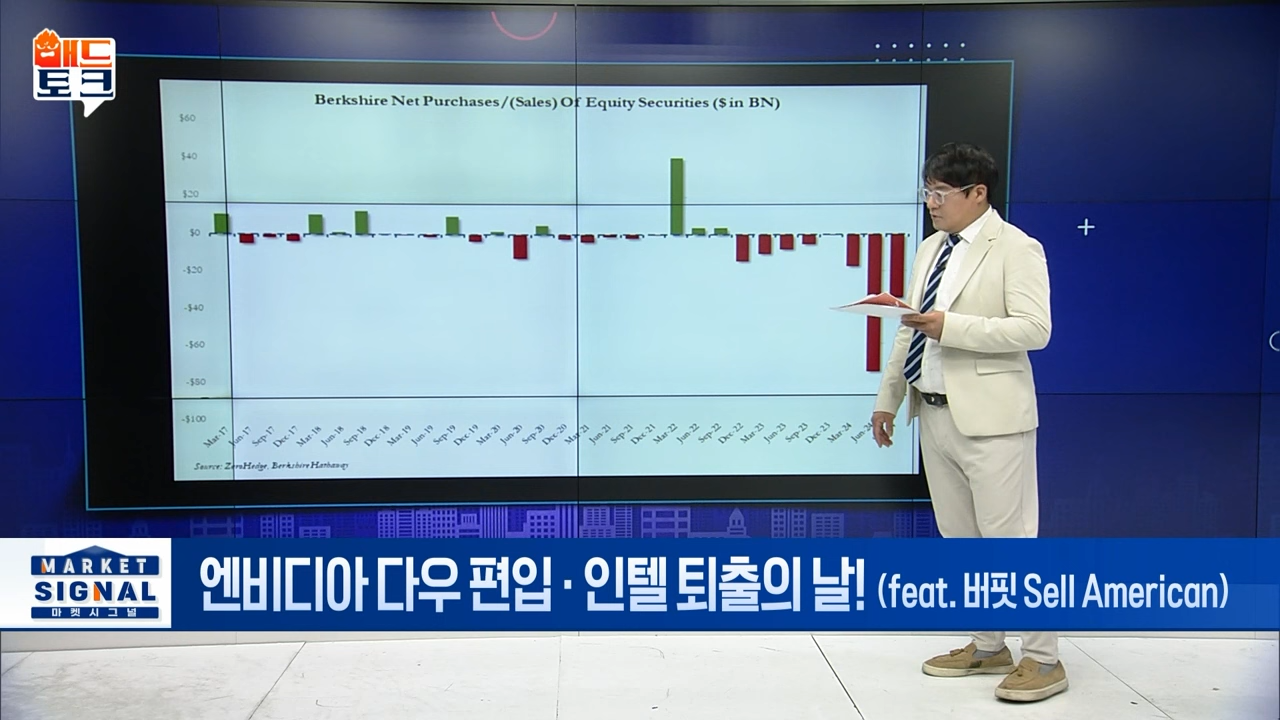 매드
토크
Berkshire Net Purchases/(Sales) Of Equity Securities ($ in BN)
$60
$40
$20
$0
-$20
-$40
-$60
-$80
-$100
Mar-17 Jun-17 Sep-17 Dec-17 Mar-18 Jun-18 Sep-18 Dec-18 Mar-19 Jun-19 Sep-19 Dec-19 Mar-20 Jun-20 Sep-20 Dec-20 Mar-21 Jun-21 Sep-21 Dec-21 Mar-22 Jun-22 Sep-22 Dec-22 Mar-23 Jun-23 Sep-23 Dec-23 Mar-24 Jun-24
Source: ZeroHedge, Berkshire Hathaway
MARKET
SIGNAL
마켓시그널
엔비디아 다우 편입·인텔 퇴출의 날! (feat. 버핏 Sell American)